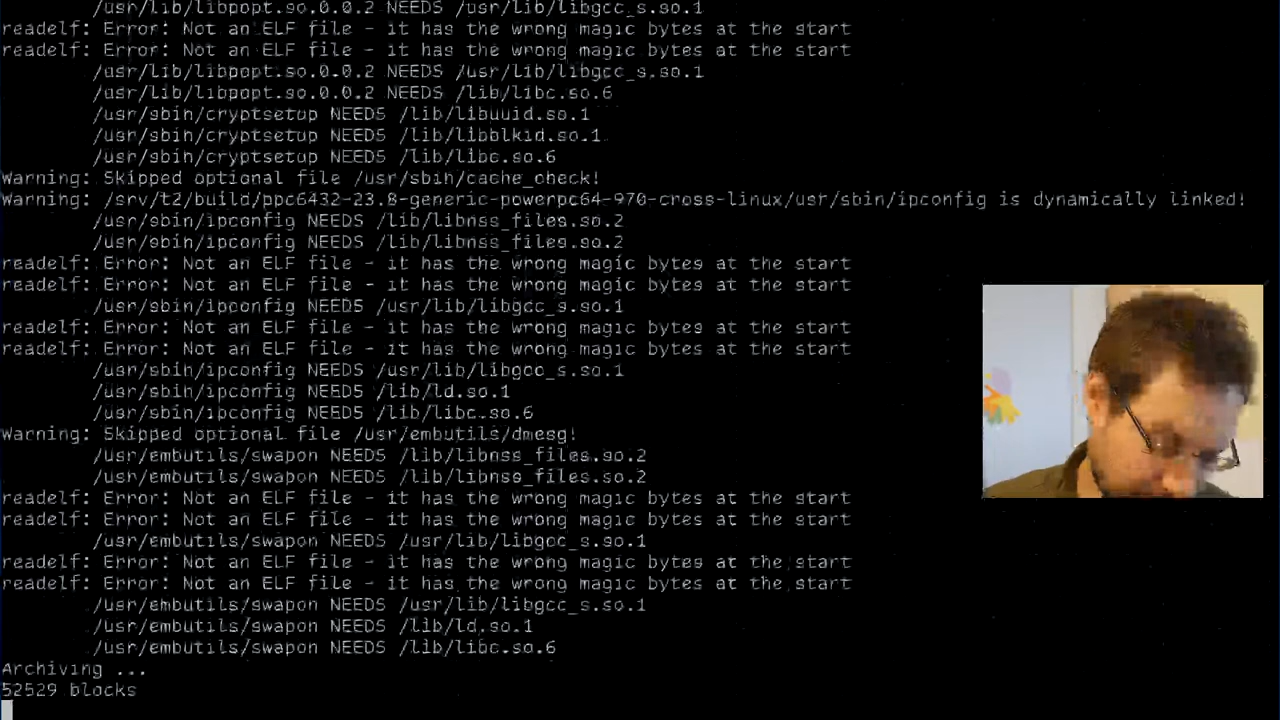 /usr/lib/libpopt.so.0.0.2 NEEDS /usr/lib/libgcc_s.so.1
readelf: Error: Not an ELF file - it has the wrong magic bytes at the start
readelf: Error: Not an ELF file - it has the wrong magic bytes at the start
/usr/lib/libpopt.so.0.0.2 NEEDS /usr/lib/libgcc_s.so.1
/usr/lib/libpopt.so.0.0.2 NEEDS /lib/libc.so.6
/usr/sbin/cryptsetup NEEDS /lib/libuuid.so.1
/usr/sbin/cryptsetup NEEDS /lib/libblkid.so.1
/usr/sbin/cryptsetup NEEDS /lib/libc.so.6
Warning: Skipped optional file /usr/sbin/cache_check!
Warning: /srv/t2/build/ppc6432-23.8-generic-powerpc64-970-cross-linux/usr/sbin/ipconfig is dynamically linked!
/usr/sbin/ipconfig NEEDS /lib/libnss_files.so.2
/usr/sbin/ipconfig NEEDS /lib/libnss_files.so.2
readelf: Error: Not an ELF file - it has the wrong magic bytes at the start
readelf: Error: Not an ELF file - it has the wrong magic bytes at the start
/usr/sbin/ipconfig NEEDS /usr/lib/libgcc_s.so.1
readelf: Error: Not an ELF file - it has the wrong magic bytes at the start
readelf: Error: Not an ELF file - it has the wrong magic bytes at the start
/usr/sbin/ipconfig NEEDS /usr/lib/libgcc_s.so.1
/usr/sbin/ipconfig NEEDS /lib/ld.so.1
/usr/sbin/ipconfig NEEDS /lib/libc.so.6
Warning: Skipped optional file /usr/embutils/dmesg!
/usr/embutils/swapon NEEDS /lib/libnss_files.so.2
/usr/embutils/swapon NEEDS /lib/libnss_files.so.2
readelf: Error: Not an ELF file - it has the wrong magic bytes at the start
readelf: Error: Not an ELF file - it has the wrong magic bytes at the start
/usr/embutils/swapon NEEDS /usr/lib/libgcc_s.so.1
readelf: Error: Not an ELF file - it has the wrong magic bytes at the start
readelf: Error: Not an ELF file - it has the wrong magic bytes at the start
/usr/embutils/swapon NEEDS /usr/lib/libgcc_s.so.1
/usr/embutils/swapon NEEDS /lib/ld.so.1
/usr/embutils/swapon NEEDS /lib/libc.so.6
Archiving ...
52529 blocks